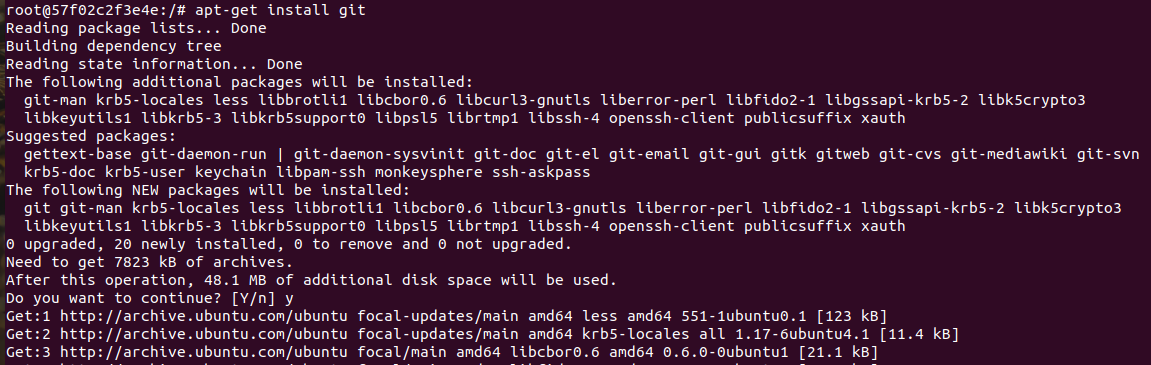 root@57f02c2f3e4e:/# apt-get install git
Reading package lists... Done
Building dependency tree
Reading state information... Done
The following additional packages will be installed:
  git-man krb5-locales less libbrotli1 libcbor0.6 libcurl3-gnutls liberror-perl libfido2-1 libgssapi-krb5-2 libk5crypto3
  libkeyutils1 libkrb5-3 libkrb5support0 libpsl5 librtmp1 libssh-4 openssh-client publicsuffix xauth
Suggested packages:
  gettext-base git-daemon-run | git-daemon-sysvinit git-doc git-el git-email git-gui gitk gitweb git-cvs git-mediawiki git-svn
  krb5-doc krb5-user keychain libpam-ssh monkeysphere ssh-askpass
The following NEW packages will be installed:
  git git-man krb5-locales less libbrotli1 libcbor0.6 libcurl3-gnutls liberror-perl libfido2-1 libgssapi-krb5-2 libk5crypto3
  libkeyutils1 libkrb5-3 libkrb5support0 libpsl5 librtmp1 libssh-4 openssh-client publicsuffix xauth
0 upgraded, 20 newly installed, 0 to remove and 0 not upgraded.
Need to get 7823 kB of archives.
After this operation, 48.1 MB of additional disk space will be used.
Do you want to continue? [Y/n] y
Get:1 http://archive.ubuntu.com/ubuntu focal-updates/main amd64 less amd64 551-1ubuntu0.1 [123 kB]
Get:2 http://archive.ubuntu.com/ubuntu focal-updates/main amd64 krb5-locales all 1.17-6ubuntu4.1 [11.4 kB]
Get:3 http://archive.ubuntu.com/ubuntu focal/main amd64 libcbor0.6 amd64 0.6.0-0ubuntu1 [21.1 kB]